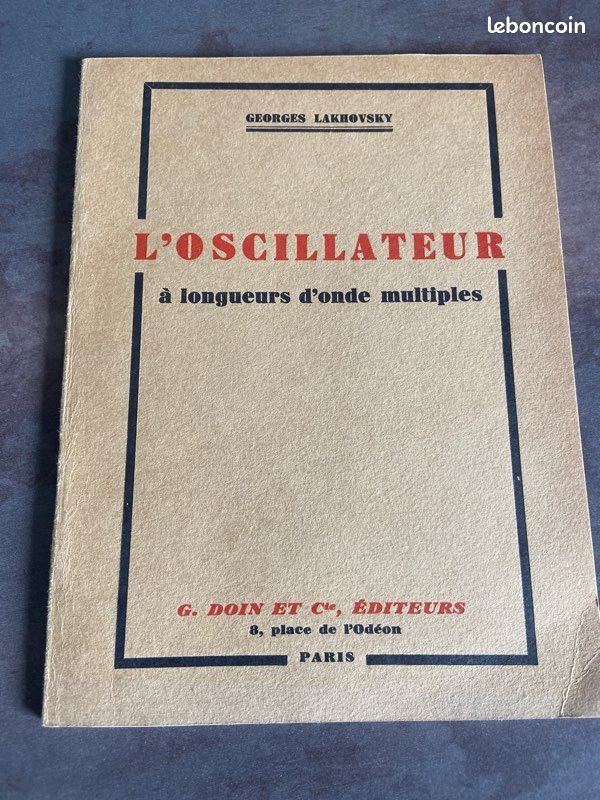 leboncoin
GEORGES LAKHOVSKY
L'OSCILLATEUR
à longueurs d'onde multiples
G. DOIN ET Cie, ÉDITEURS
8, place de l'Odéon
PARIS